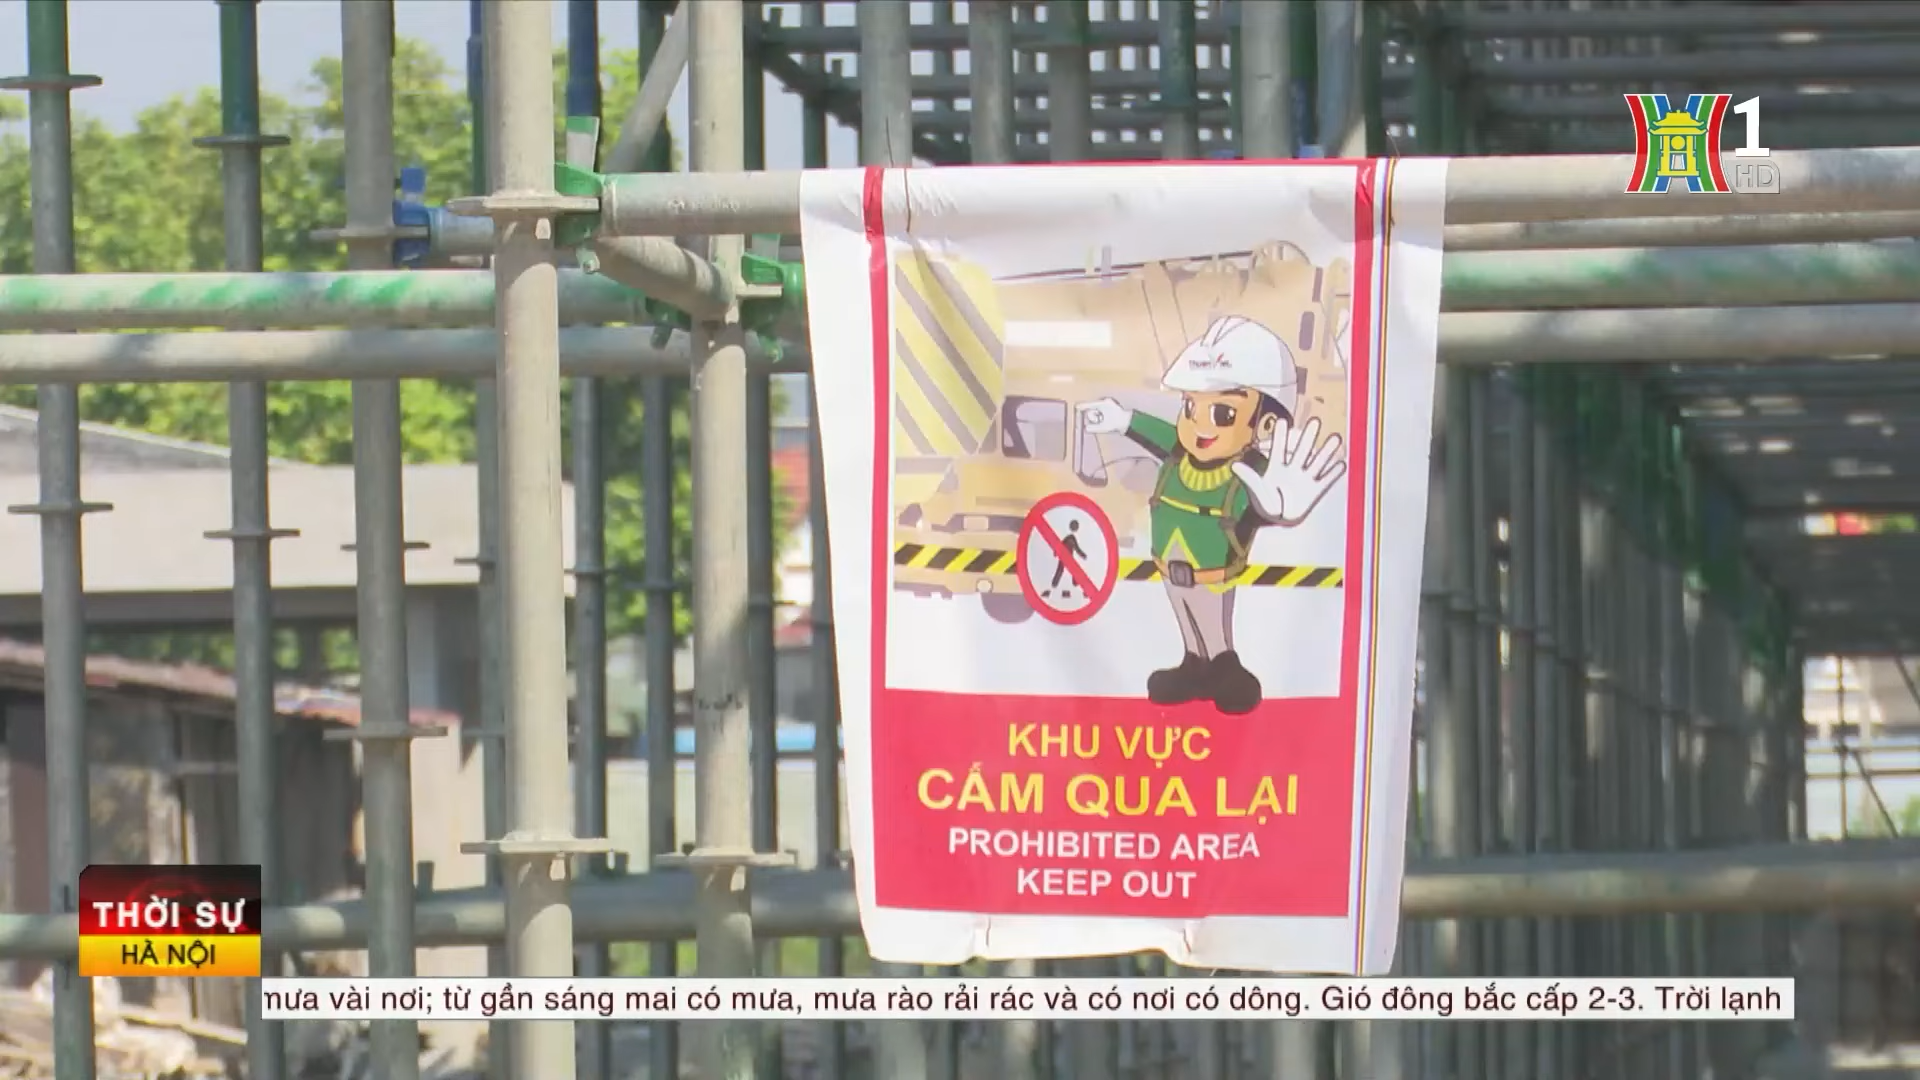 1
HD
KHU VỰC
CẤM QUA LẠI
PROHIBITED AREA
KEEP OUT
THỜI SỰ
HÀ NỘI
mưa vài nơi; từ gần sáng mai có mưa, mưa rào rải rác và có nơi có dông. Gió đông bắc cấp 2-3. Trời lạnh